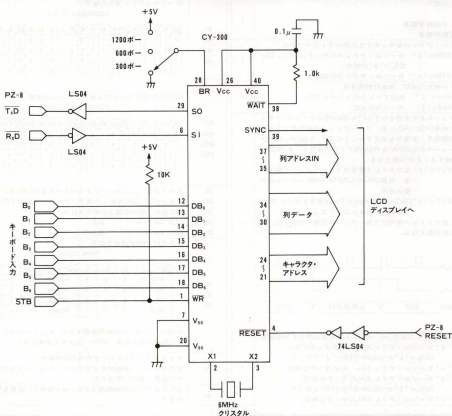 +5V
CY-300
0.1μ
1200ボー
600ボー
300ボー
28 26 40
BR Vcc Vcc
1.0k
PZ-8
LS04
TxD
29 SO
WAIT 38
RxD
6 SI
LS04
SYNC
39
+5V
37
〜
35
列アドレスIN
10K
LCD
ディスプレイへ
34
〜
30
列データ
キーボード入力
B₀ 12 DB₀
B₁ 13 DB₁
B₂ 14 DB₂
B₃ 15 DB₃
B₄ 16 DB₄
B₅ 17 DB₅
B₆ 18 DB₆
STB 1 WR
24
〜
21
キャラクタ・
アドレス
7 Vss
20 Vss
RESET 4
74LS04
PZ-8
RESET
X1 X2
2 3
6MHz
クリスタル